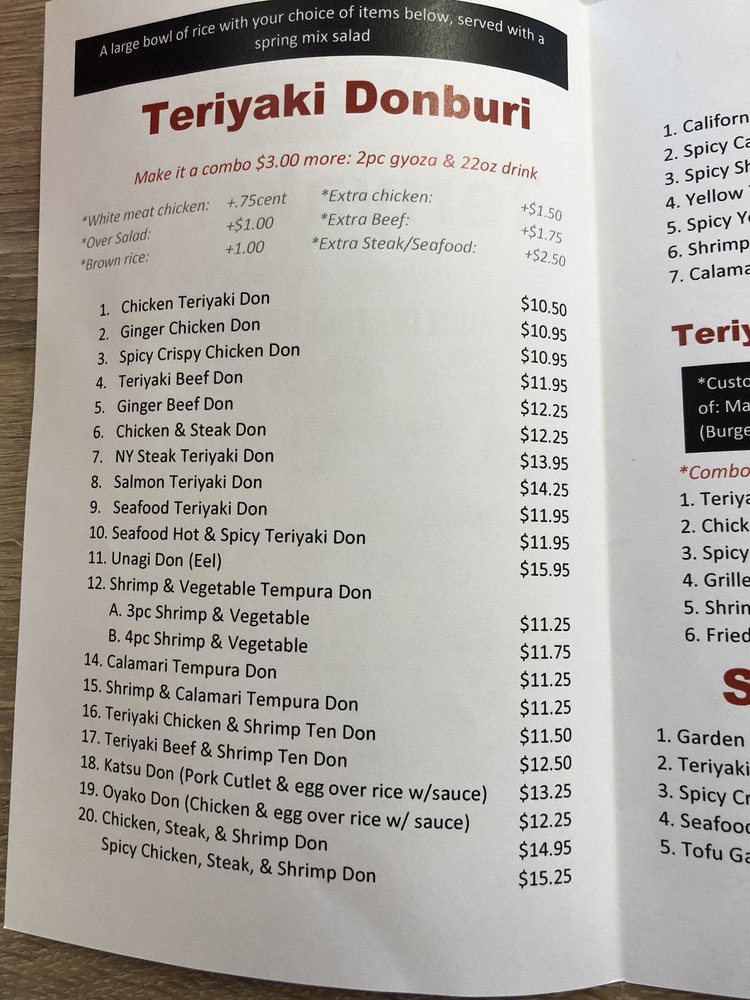 A large bowl of rice with your choice of items below, served with a
spring mix salad
Teriyaki Donburi
Make it a combo $3.00 more: 2pc gyoza & 22oz drink
*White meat chicken: +.75cent *Extra chicken: +$1.50
*Over Salad: +$1.00 *Extra Beef: +$1.75
*Brown rice: +1.00 *Extra Steak/Seafood: +$2.50
1. Chicken Teriyaki Don $10.50
2. Ginger Chicken Don $10.95
3. Spicy Crispy Chicken Don $10.95
4. Teriyaki Beef Don $11.95
5. Ginger Beef Don $12.25
6. Chicken & Steak Don $12.25
7. NY Steak Teriyaki Don $13.95
8. Salmon Teriyaki Don $14.25
9. Seafood Teriyaki Don $11.95
10. Seafood Hot & Spicy Teriyaki Don $11.95
11. Unagi Don (Eel) $15.95
12. Shrimp & Vegetable Tempura Don
A. 3pc Shrimp & Vegetable $11.25
B. 4pc Shrimp & Vegetable $11.75
14. Calamari Tempura Don $11.25
15. Shrimp & Calamari Tempura Don $11.25
16. Teriyaki Chicken & Shrimp Ten Don $11.50
17. Teriyaki Beef & Shrimp Ten Don $12.50
18. Katsu Don (Pork Cutlet & egg over rice w/sauce) $13.25
19. Oyako Don (Chicken & egg over rice w/ sauce) $12.25
20. Chicken, Steak, & Shrimp Don $14.95
Spicy Chicken, Steak, & Shrimp Don $15.25
1. Californ
2. Spicy Ca
3. Spicy Sh
4. Yellow
5. Spicy Ye
6. Shrimp
7. Calama
Teriy
*Custo
of: Ma
(Burge
*Combo
1. Teriya
2. Chick
3. Spicy
4. Grille
5. Shrin
6. Fried
S
1. Garden
2. Teriyaki
3. Spicy Cr
4. Seafood
5. Tofu Ga